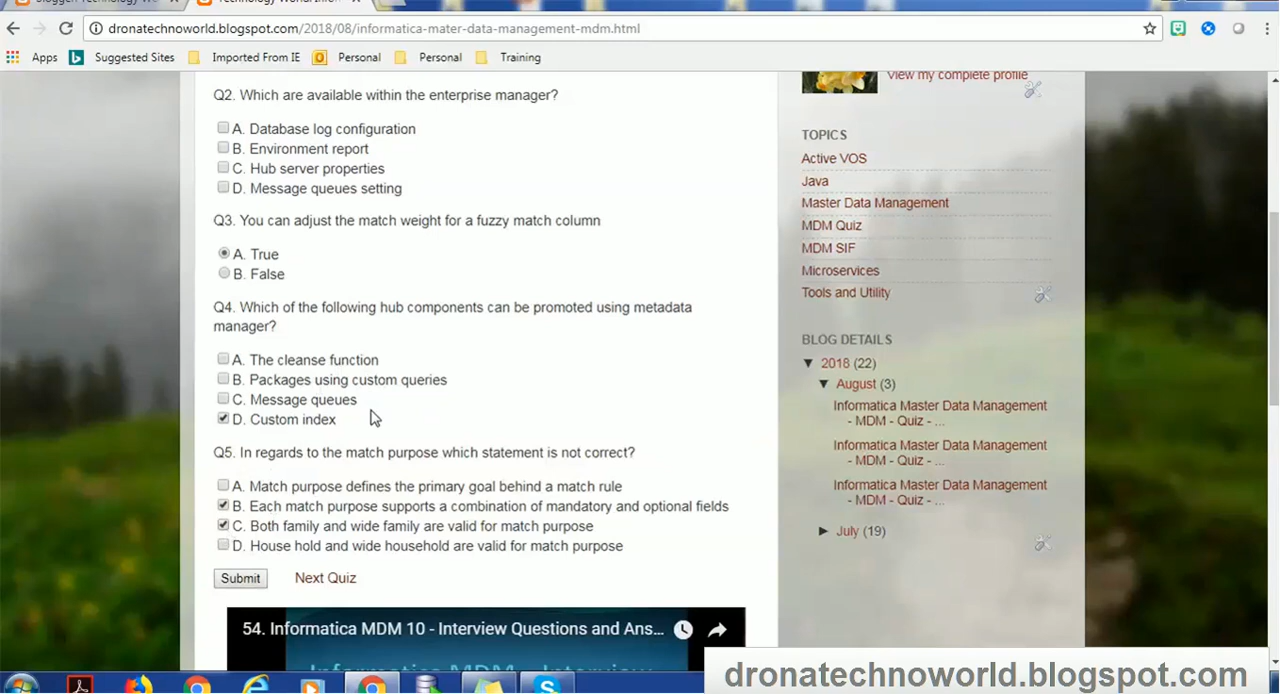 dronatechnoworld.blogspot.com/2018/08/informatica-mater-data-management-mdm.html
Apps
Suggested Sites
Imported From IE
Personal
Personal
Training
Q2. Which are available within the enterprise manager?
A. Database log configuration
B. Environment report
C. Hub server properties
D. Message queues setting
Q3. You can adjust the match weight for a fuzzy match column
A. True
B. False
Q4. Which of the following hub components can be promoted using metadata
manager?
A. The cleanse function
B. Packages using custom queries
C. Message queues
D. Custom index
Q5. In regards to the match purpose which statement is not correct?
A. Match purpose defines the primary goal behind a match rule
B. Each match purpose supports a combination of mandatory and optional fields
C. Both family and wide family are valid for match purpose
D. House hold and wide household are valid for match purpose
Submit
Next Quiz
54. Informatica MDM 10 - Interview Questions and Ans...
View my complete profile
TOPICS
Active VOS
Java
Master Data Management
MDM Quiz
MDM SIF
Microservices
Tools and Utility
BLOG DETAILS
▼ 2018 (22)
▼ August (3)
Informatica Master Data Management
- MDM - Quiz - ...
Informatica Master Data Management
- MDM - Quiz - ...
Informatica Master Data Management
- MDM - Quiz - ...
► July (19)
dronatechnoworld.blogspot.com